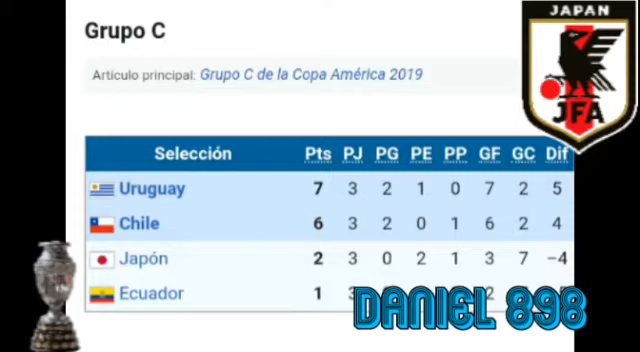 Grupo C
Artículo principal: Grupo C de la Copa América 2019
JAPAN
JFA
Selección Pts PJ PG PE PP GF GC Dif
Uruguay 7 3 2 1 0 7 2 5
Chile 6 3 2 0 1 6 2 4
Japón 2 3 0 2 1 3 7 −4
Ecuador 1 3 2
DANIEL 898